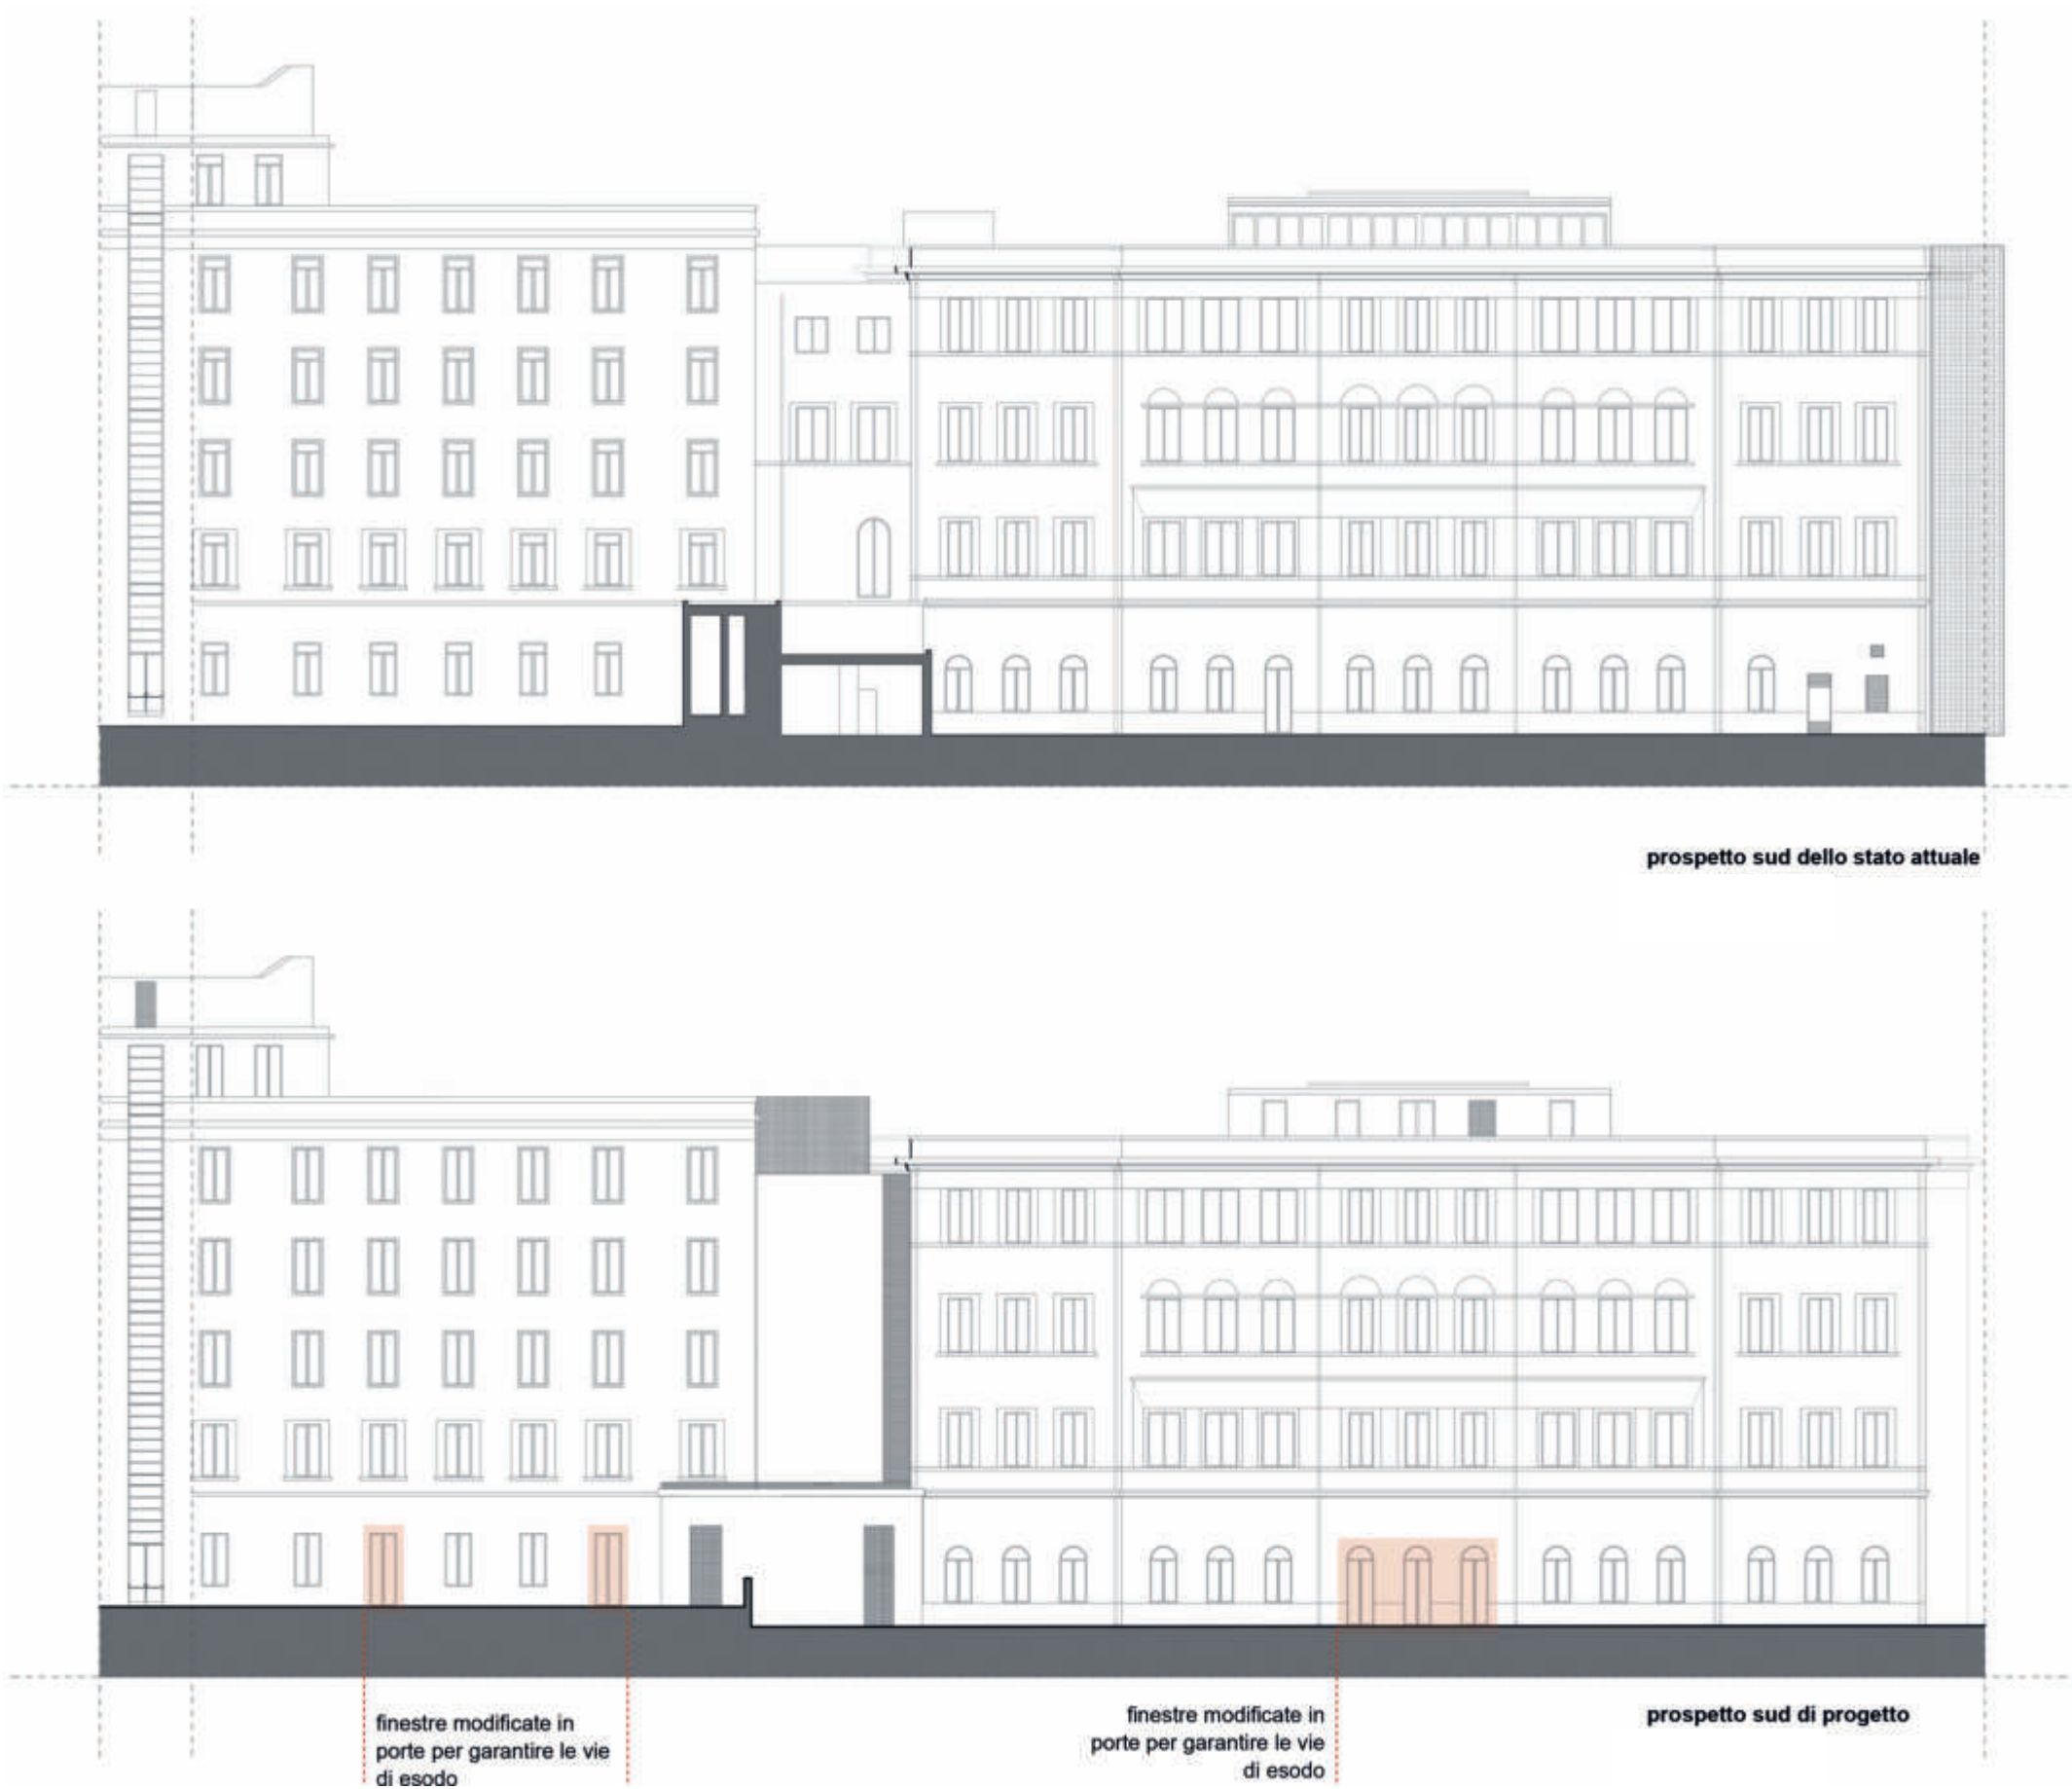 prospetto sud dello stato attuale
finestre modificate in
porte per garantire le vie
di esodo
finestre modificate in
porte per garantire le vie
di esodo
prospetto sud di progetto